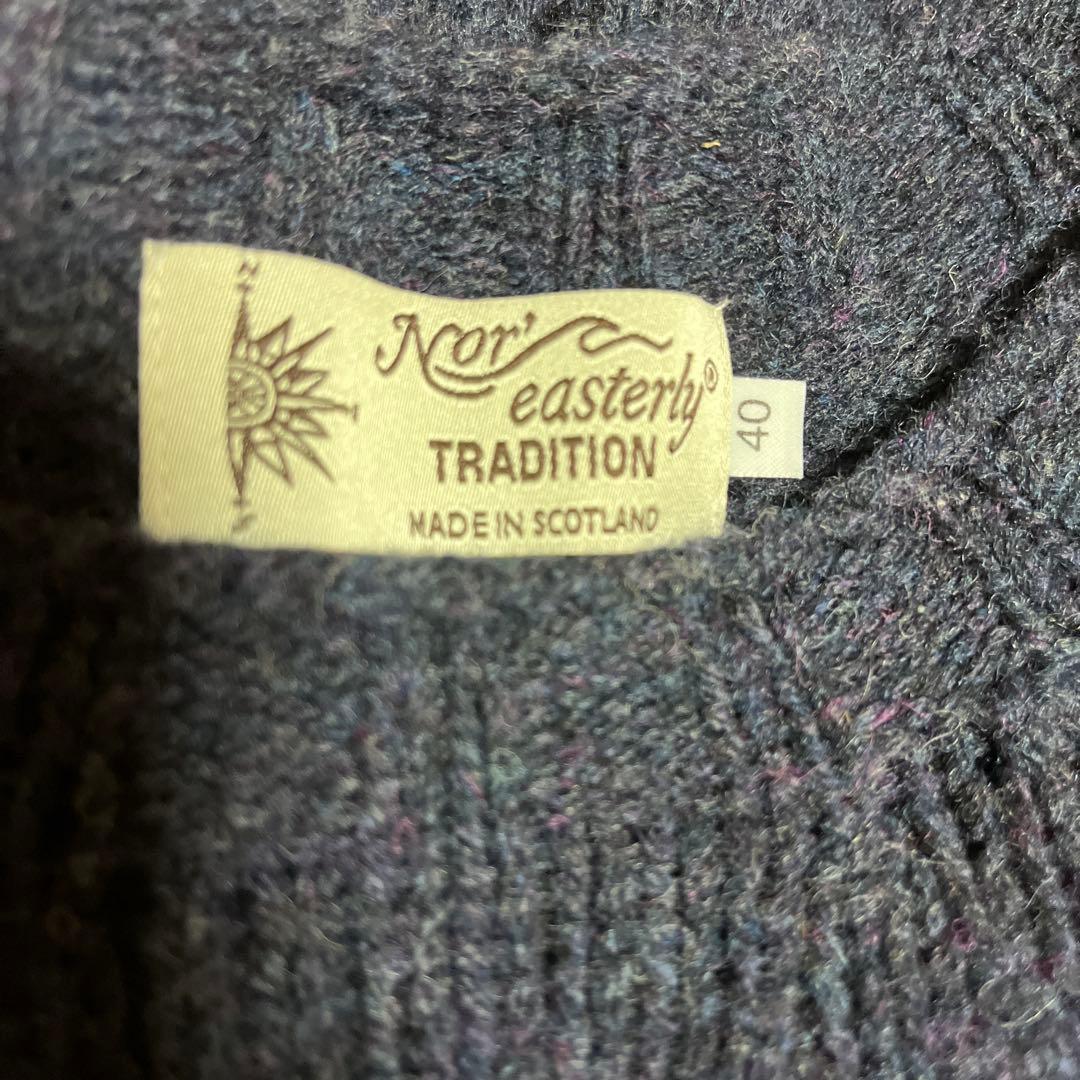 Nor'
easterly®
TRADITION
MADE IN SCOTLAND
40
N